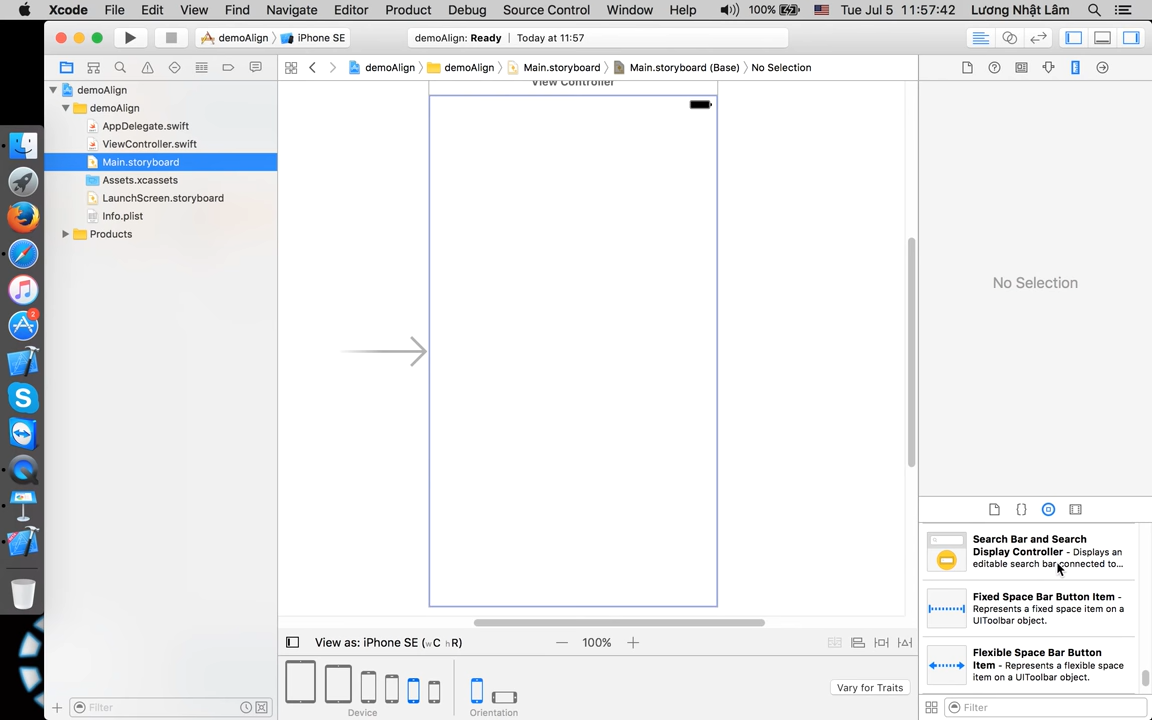 Xcode File Edit View Find Navigate Editor Product Debug Source Control Window Help 100% Tue Jul 5 11:57:42 Lương Nhật Lâm
demoAlign iPhone SE demoAlign: Ready Today at 11:57
demoAlign demoAlign Main.storyboard Main.storyboard (Base) No Selection
demoAlign
View Controller
demoAlign
AppDelegate.swift
ViewController.swift
Main.storyboard
Assets.xcassets
LaunchScreen.storyboard
Info.plist
Products
2
No Selection
Search Bar and Search
Display Controller - Displays an
editable search bar connected to...
Fixed Space Bar Button Item -
Represents a fixed space item on a
UIToolbar object.
Flexible Space Bar Button
Item - Represents a flexible space
item on a UIToolbar object.
View as: iPhone SE (wC hR) 100%
Vary for Traits
Device Orientation
Filter Filter